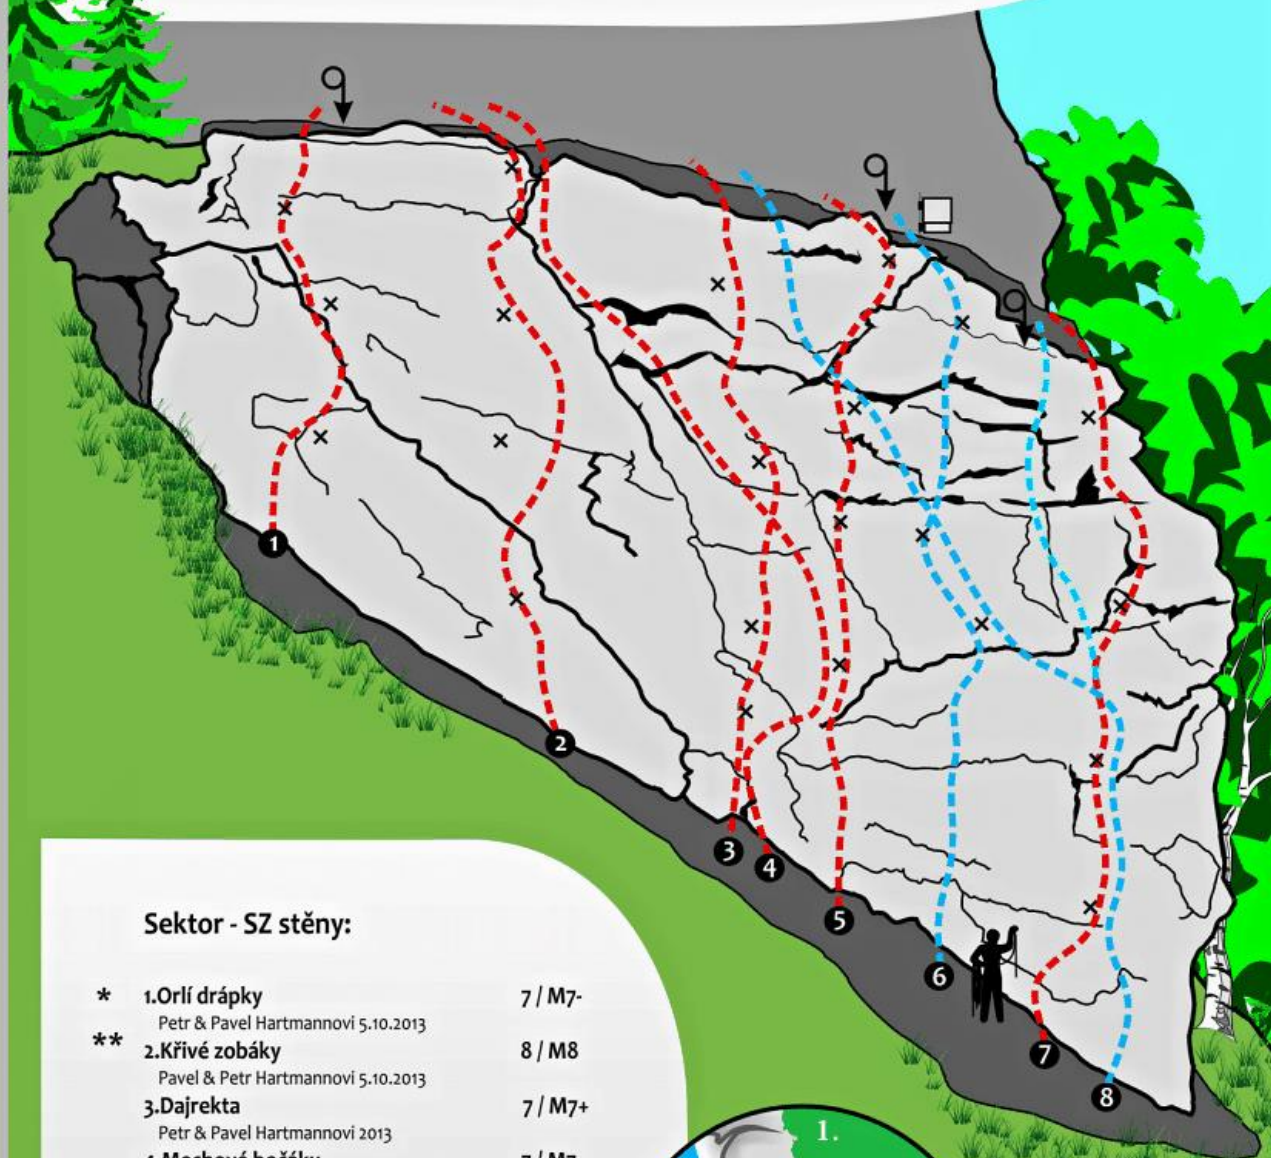 1
2
3
4
5
6
7
8
Sektor - SZ stěny:
* 1.Orlí drápky 7 / M7-
Petr & Pavel Hartmannovi 5.10.2013
** 2.Křivé zobáky 8 / M8
Pavel & Petr Hartmannovi 5.10.2013
3.Dajrekta 7 / M7+
Petr & Pavel Hartmannovi 2013
1.